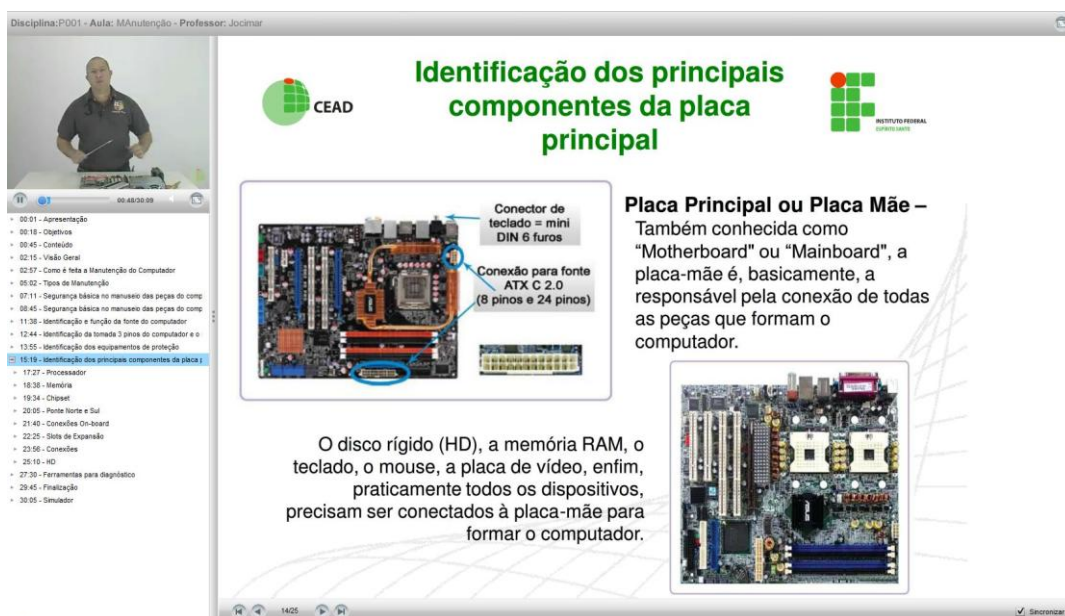 Disciplina:P001 - Aula: MAnutenção - Professor: Jocimar
00:48/30:09
00:01 - Apresentação
00:18 - Objetivos
00:45 - Conteúdo
02:15 - Visão Geral
02:57 - Como é feita a Manutenção do Computador
05:02 - Tipos de Manutenção
07:11 - Segurança básica no manuseio das peças do comp
08:45 - Segurança básica no manuseio das peças do comp
11:38 - Identificação e função da fonte do computador
12:44 - Identificação da tomada 3 pinos do computador e o
13:55 - Identificação dos equipamentos de proteção
15:19 - Identificação dos principais componentes da placa p
17:27 - Processador
18:38 - Memória
19:34 - Chipset
20:05 - Ponte Norte e Sul
21:40 - Conexões On-board
22:25 - Slots de Expansão
23:56 - Conexões
25:10 - HD
27:30 - Ferramentas para diagnóstico
29:45 - Finalização
30:05 - Simulador
CEAD
Identificação dos principais
componentes da placa
principal
INSTITUTO FEDERAL
ESPÍRITO SANTO
Conector de
teclado = mini
DIN 6 furos
Conexão para fonte
ATX C 2.0
(8 pinos e 24 pinos)
Placa Principal ou Placa Mãe –
Também conhecida como
“Motherboard" ou “Mainboard", a
placa-mãe é, basicamente, a
responsável pela conexão de todas
as peças que formam o
computador.
O disco rígido (HD), a memória RAM, o
teclado, o mouse, a placa de vídeo, enfim,
praticamente todos os dispositivos,
precisam ser conectados à placa-mãe para
formar o computador.
ASUS
14/25
Sincronizar